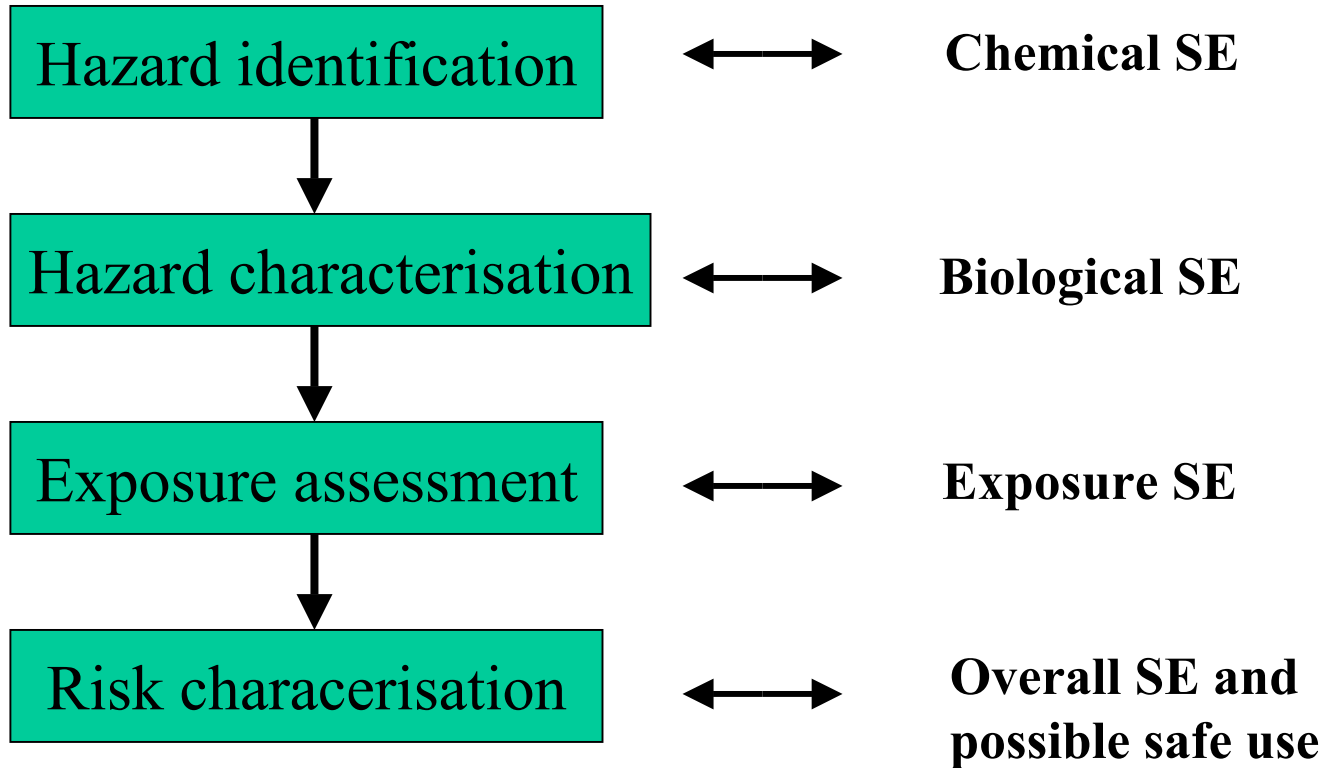 Hazard identification
Chemical SE
Hazard characterisation
Biological SE
Exposure assessment
Exposure SE
Risk characerisation
Overall SE and
possible safe use